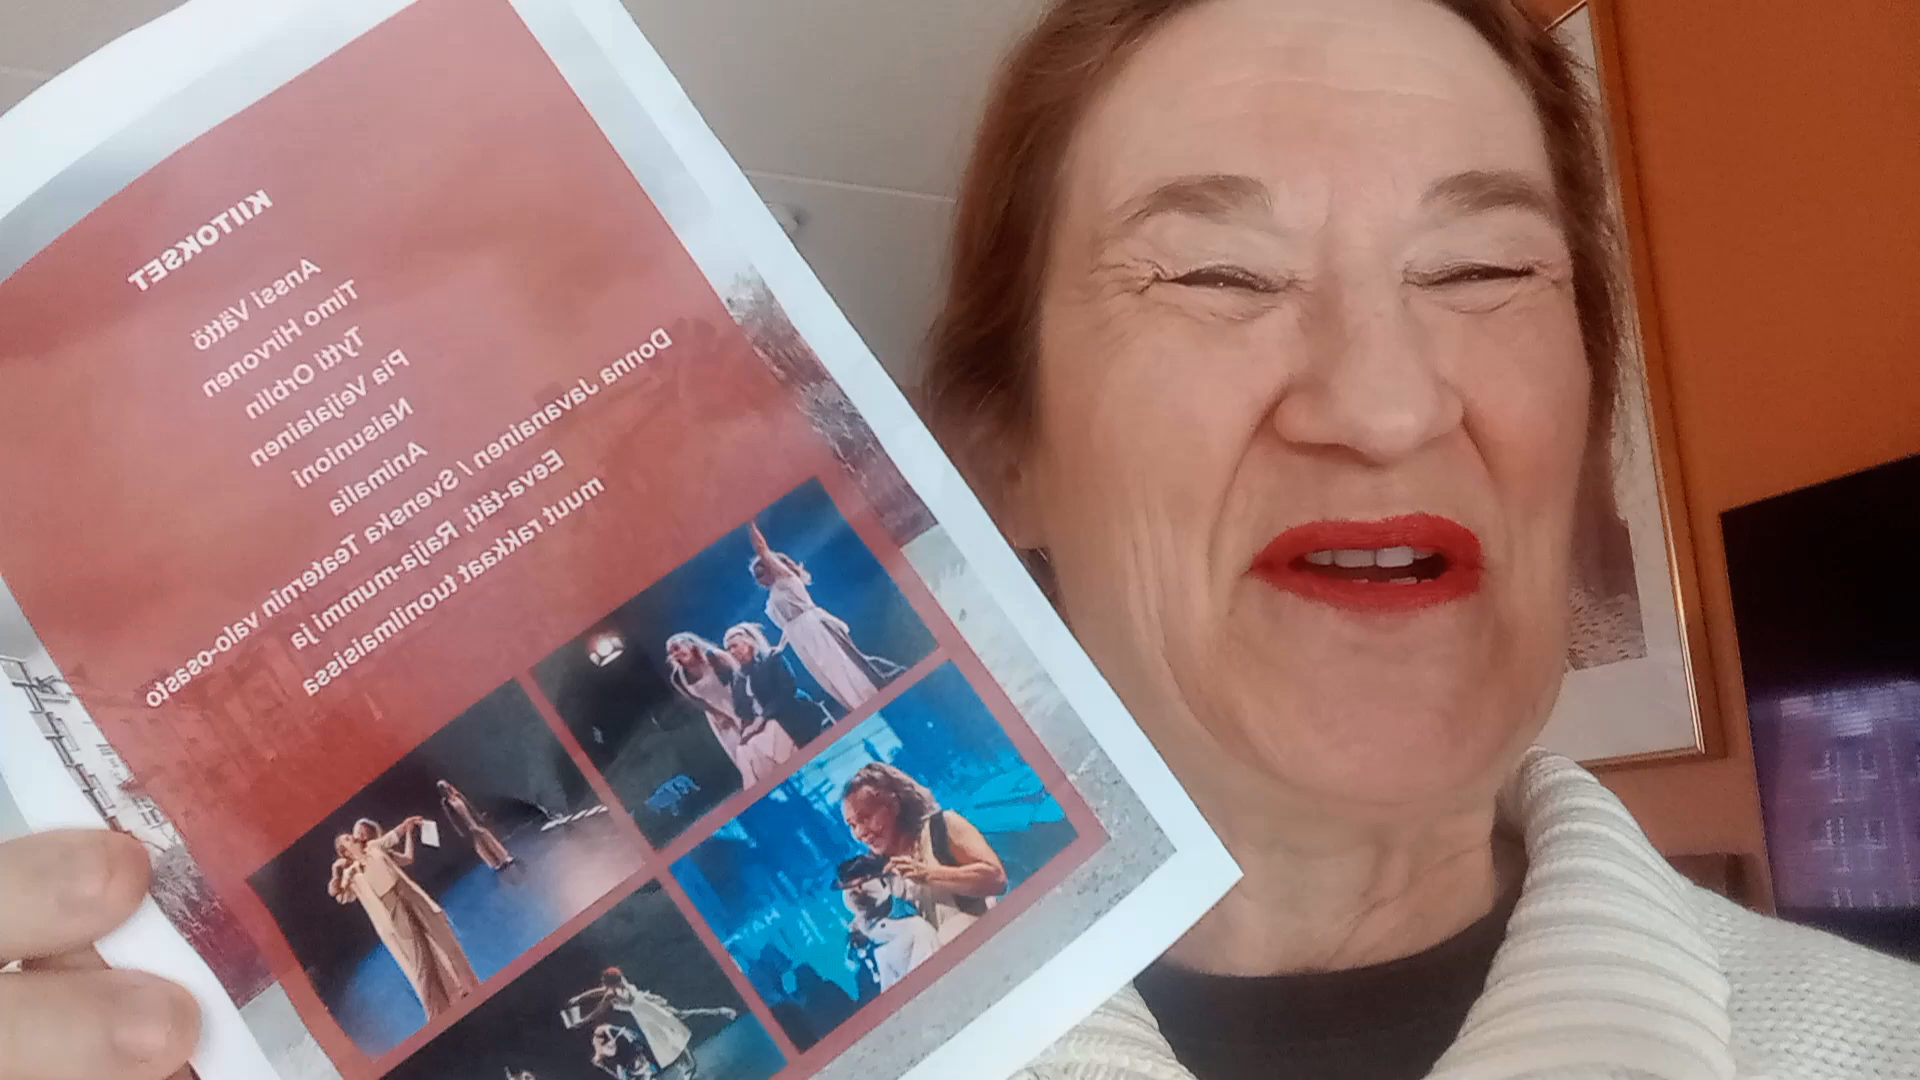 KIITOKSET
Anssi Vättö
Timo Hirvonen
Tytti Orblin
Pia Veijalainen
Naisunioni
Animalia
Donna Javanainen / Svenska Teaternin valo-osasto
Eeva-täti, Raija-mummi ja
muut rakkaat tuonilmaisissa